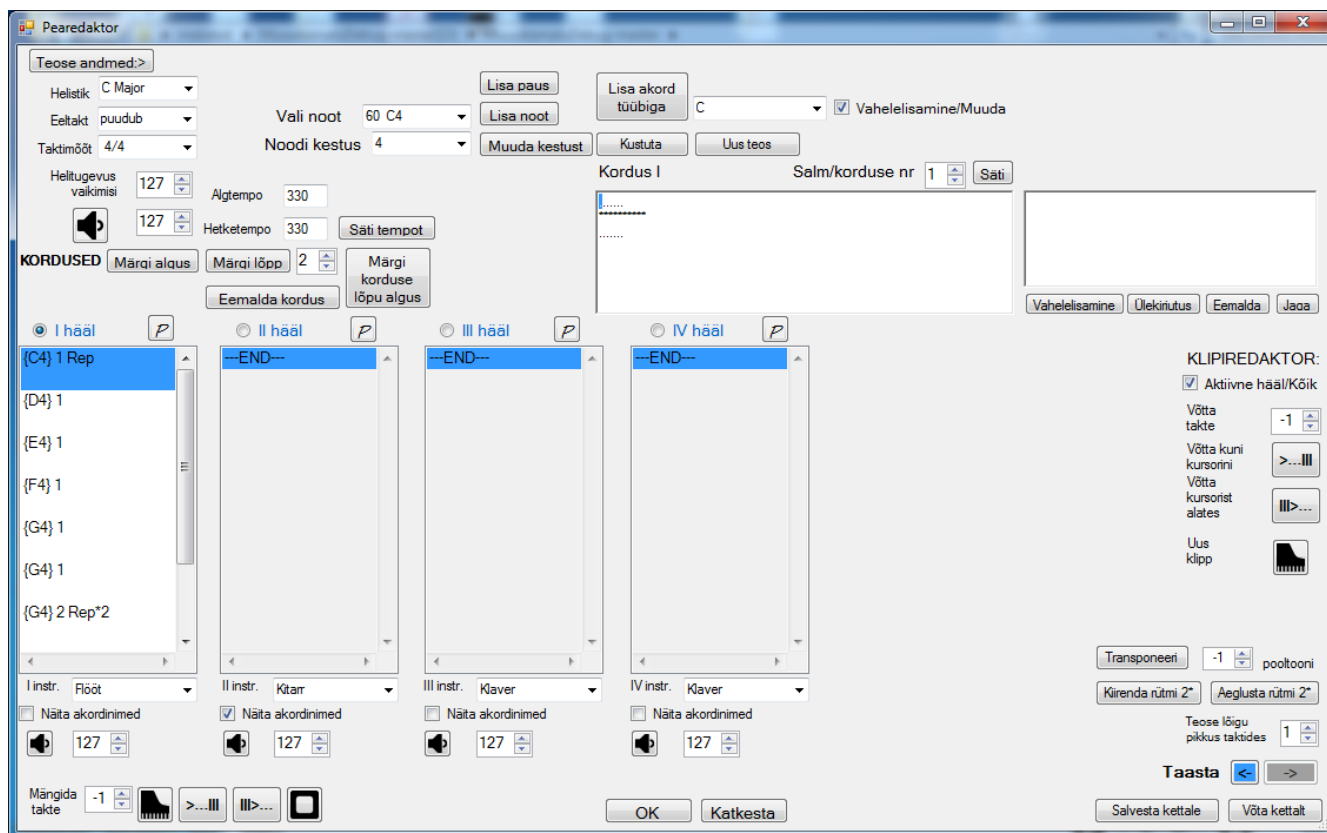 Pearedaktor
Teose andmed:>
Helistik C Major
Eeltakt puudub
Taktimõõt 4/4
Helitugevus vaikimisi 127
127
Vali noot 60 C4
Noodi kestus 4
Lisa paus
Lisa noot
Muuda kestust
Lisa akord tüübiga C
Vahelelisamine/Muuda
Kustuta Uus teos
Algtempo 330
Hetketempo 330 Säti tempot
Kordus I Salm/korduse nr 1 Säti
.......
**********
.......
KORDUSED Märgi algus Märgi lõpp 2
Märgi korduse lõpu algus
Eemalda kordus
Vahelelisamine Ülekirjutus Eemalda Jaga
I hääl P II hääl P III hääl P IV hääl P
{C4} 1 Rep
{D4} 1
{E4} 1
{F4} 1
{G4} 1
{G4} 1
{G4} 2 Rep*2
---END---
---END---
---END---
KLIPIREDAKTOR:
Aktiivne hääl/Kõik
Võtta takte -1
Võtta kuni kursorini >...III
Võtta kursorist alates III>...
Uus klipp
I instr. Flööt II instr. Kitarr III instr. Klaver IV instr. Klaver
Näita akordinimed Näita akordinimed Näita akordinimed Näita akordinimed
127 127 127 127
Transponeeri -1 pooltooni
Kiirenda rütmi 2* Aeglusta rütmi 2*
Teose lõigu pikkus taktides 1
Taasta <- ->
Mängida takte -1 >...III III>...
OK Katkesta
Salvesta kettale Võta kettalt